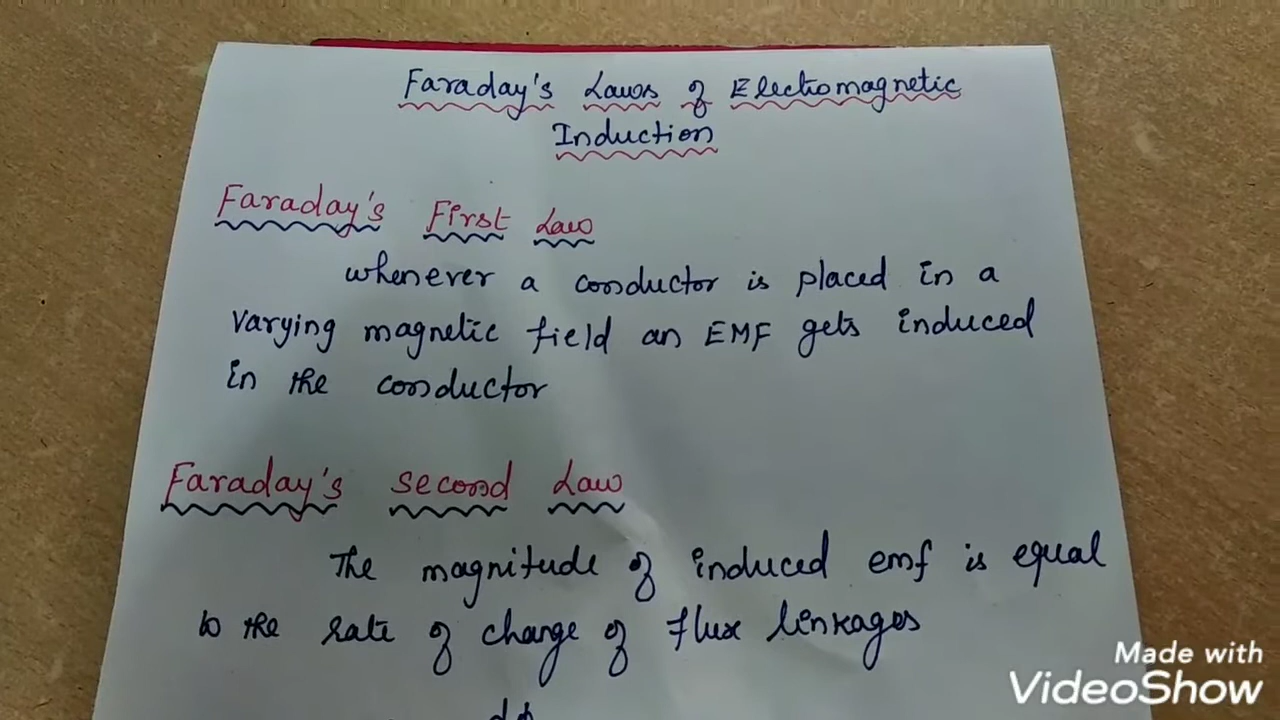 Faraday's Laws of Electromagnetic
Induction
Faraday's First Law
whenever a conductor is placed in a
varying magnetic field an EMF gets induced
in the conductor
Faraday's second Law
The magnitude of induced emf is equal
to the rate of change of flux linkages
Made with
VideoShow